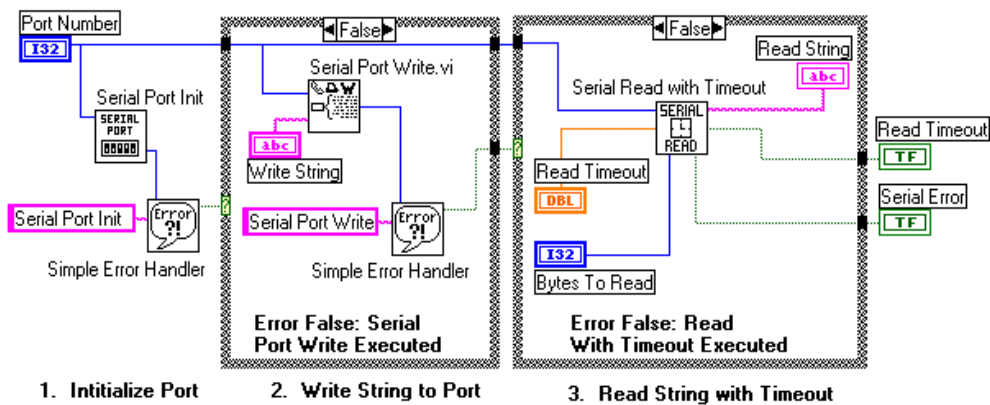 Port Number
I32
Serial Port Init
SERIAL
PORT
Serial Port Init
Error
?!
Simple Error Handler
?
False
Serial Port Write.vi
W
abc
Write String
Serial Port Write
Error
?!
Simple Error Handler
Error False: Serial
Port Write Executed
?
False
Read String
abc
Serial Read with Timeout
SERIAL
READ
Read Timeout
DBL
I32
Bytes To Read
Error False: Read
With Timeout Executed
Read Timeout
TF
Serial Error
TF
1. Intitialize Port
2. Write String to Port
3. Read String with Timeout